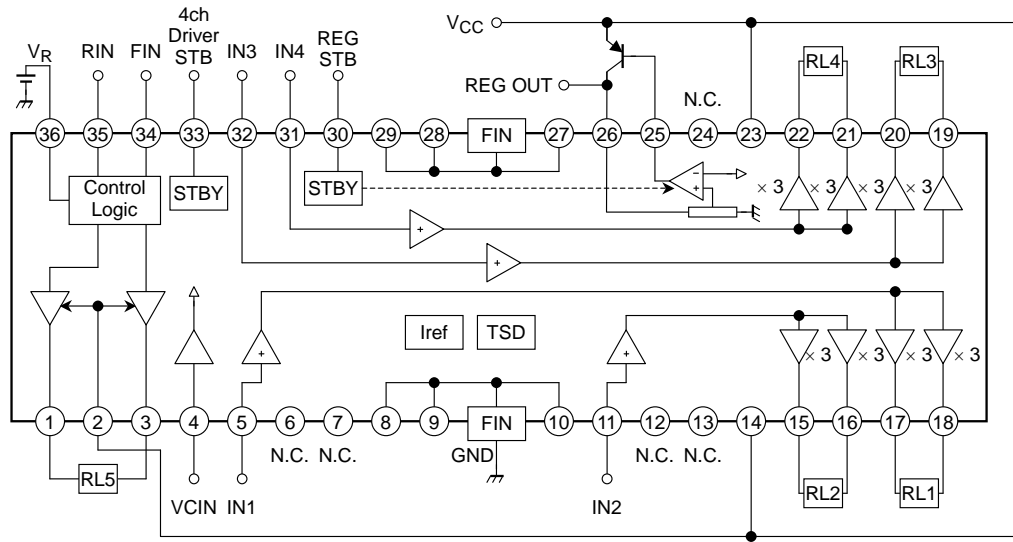 4ch
Driver
STB
VR
RIN
FIN
IN3
IN4
REG
STB
VCC
REG OUT
N.C.
RL4
RL3
36
35
34
33
32
31
30
29
28
FIN
27
26
25
24
23
22
21
20
19
Control
Logic
STBY
STBY
−
+
× 3
× 3
× 3
× 3
+
+
+
Iref
TSD
+
× 3
× 3
× 3
× 3
1
2
3
4
5
6
7
8
9
FIN
10
11
12
13
14
15
16
17
18
N.C.
N.C.
GND
N.C.
N.C.
RL5
VCIN
IN1
IN2
RL2
RL1